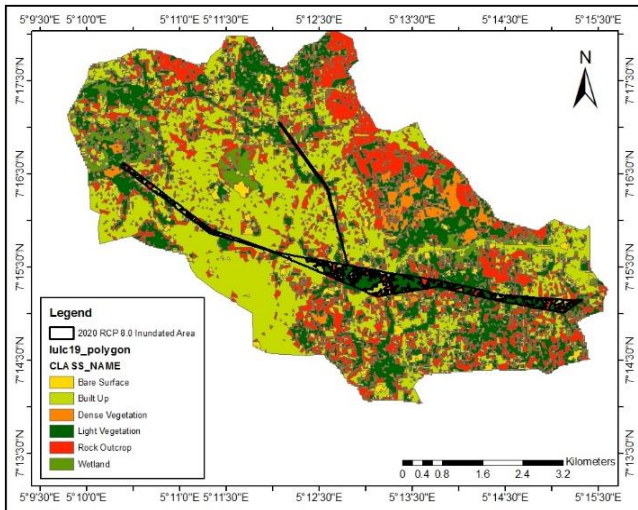 5°9'30"E 5°10'0"E 5°11'0"E 5°11'30"E 5°12'30"E 5°13'30"E 5°14'30"E 5°15'30"E
N
7°17'30"N 7°17'30"N
7°16'30"N 7°16'30"N
7°15'30"N 7°15'30"N
7°14'30"N 7°14'30"N
7°13'30"N 7°13'30"N
Legend
2020 RCP 8.0 Inundated Area
lulc19_polygon
CLASS_NAME
Bare Surface
Built Up
Dense Vegetation
Light Vegetation
Rock Outcrop
Wetland
Kilometers
0 0.4 0.8 1.6 2.4 3.2
5°9'30"E 5°10'0"E 5°11'0"E 5°11'30"E 5°12'30"E 5°13'30"E 5°14'30"E 5°15'30"E